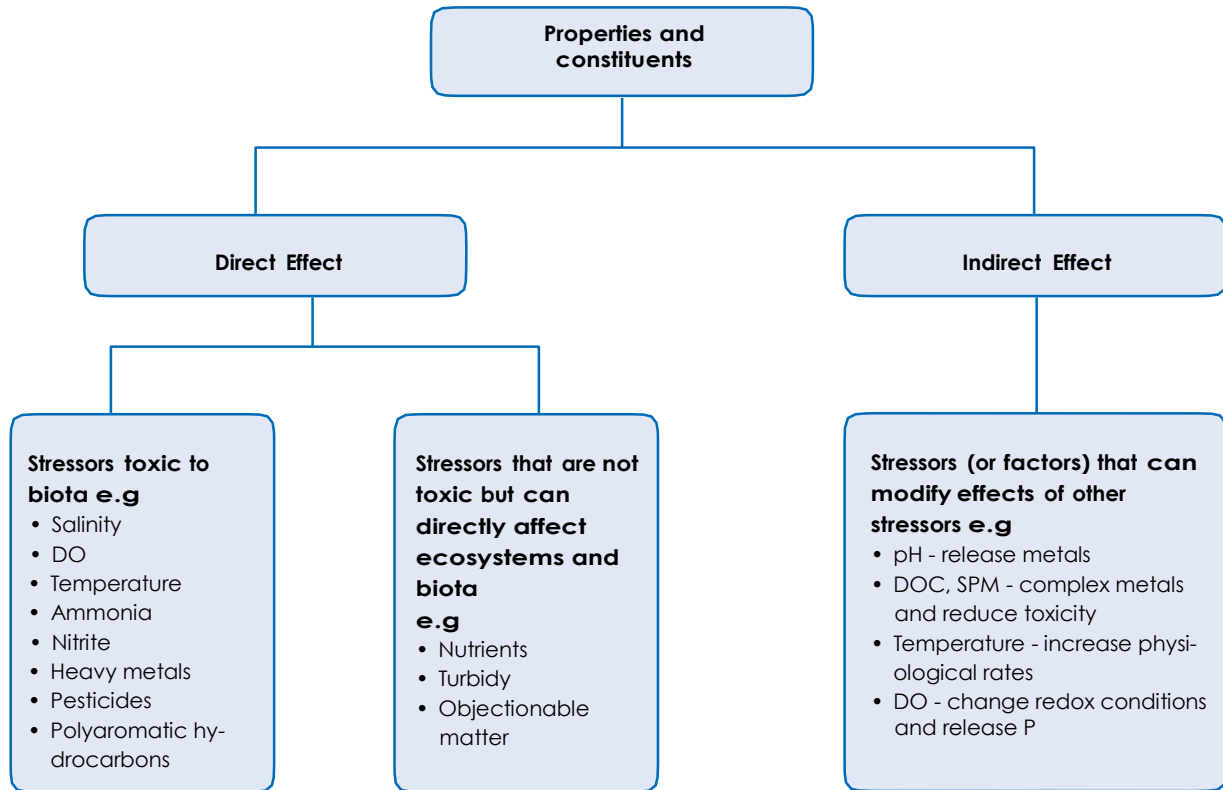 Properties and
constituents
Direct Effect
Indirect Effect
Stressors toxic to
biota e.g
• Salinity
• DO
• Temperature
• Ammonia
• Nitrite
• Heavy metals
• Pesticides
• Polyaromatic hy-
drocarbons
Stressors that are not
toxic but can
directly affect
ecosystems and
biota
e.g
• Nutrients
• Turbidy
• Objectionable
matter
Stressors (or factors) that can
modify effects of other
stressors e.g
• pH - release metals
• DOC, SPM - complex metals
and reduce toxicity
• Temperature - increase physi-
ological rates
• DO - change redox conditions
and release P